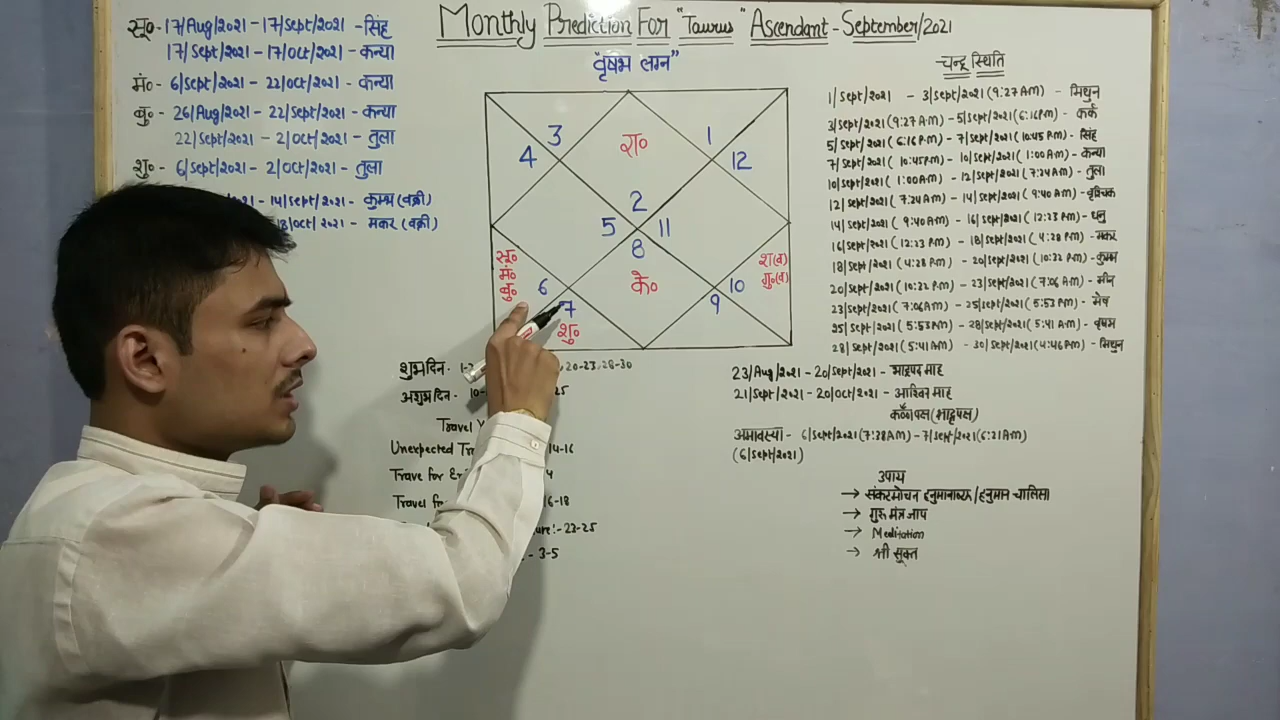 Monthly Prediction For "Taurus" Ascendant - September/2021
"वृषभ लग्न"
सू० - 17/Aug/2021 - 17/Sept/2021 - सिंह
17/Sept/2021 - 17/Oct/2021 - कन्या
मं० - 6/Sept/2021 - 22/Oct/2021 - कन्या
बु० - 26/Aug/2021 - 22/Sept/2021 - कन्या
22/Sept/2021 - 2/Oct/2021 - तुला
शु० - 6/Sept/2021 - 2/Oct/2021 - तुला
- 14/Sept/2021 - कुम्भ (वक्री)
/Oct/2021 - मकर (वक्री)
3 रा० 1
4 12
2
5 11
8
सू०
मं०
बु० 6 के० 10 श(व)
गु०(व)
7 9
शु०
शुभ दिन - 20-23, 28-30
अशुभ दिन - 10-
Travel
Unexpected 14-16
Trave for
Travel 16-18
- 22-25
- 3-5
चन्द्र स्थिति
1/Sept/2021 - 3/Sept/2021 (9:27 AM) - मिथुन
3/Sept/2021 (9:27 AM) - 5/Sept/2021 (6:16 PM) - कर्क
5/Sept/2021 (6:16 PM) - 7/Sept/2021 (10:45 PM) - सिंह
7/Sept/2021 (10:45 PM) - 10/Sept/2021 (1:00 AM) - कन्या
10/Sept/2021 (1:00 AM) - 12/Sept/2021 (7:24 AM) - तुला
12/Sept/2021 (7:24 AM) - 14/Sept/2021 (9:40 AM) - वृश्चिक
14/Sept/2021 (9:40 AM) - 16/Sept/2021 (12:23 PM) - धनु
16/Sept/2021 (12:23 PM) - 18/Sept/2021 (4:28 PM) - मकर
18/Sept/2021 (4:28 PM) - 20/Sept/2021 (10:22 PM) - कुम्भ
20/Sept/2021 (10:22 PM) - 23/Sept/2021 (7:06 AM) - मीन
23/Sept/2021 (7:06 AM) - 25/Sept/2021 (5:53 PM) - मेष
25/Sept/2021 (5:53 PM) - 28/Sept/2021 (5:41 AM) - वृषभ
28/Sept/2021 (5:41 AM) - 30/Sept/2021 (4:46 PM) - मिथुन
23/Aug/2021 - 20/Sept/2021 - भाद्रपद माह
21/Sept/2021 - 20/Oct/2021 - आश्विन माह
अमावस्या - 6/Sept/2021 (7:38 AM) - 7/Sept/2021 (6:21 AM)
(6/Sept/2021)
उपाय
→ संकटमोचन हनुमानाष्टक / हनुमान चालिसा
→ गुरु मंत्र जाप
→ Meditation
→ श्री सूक्त